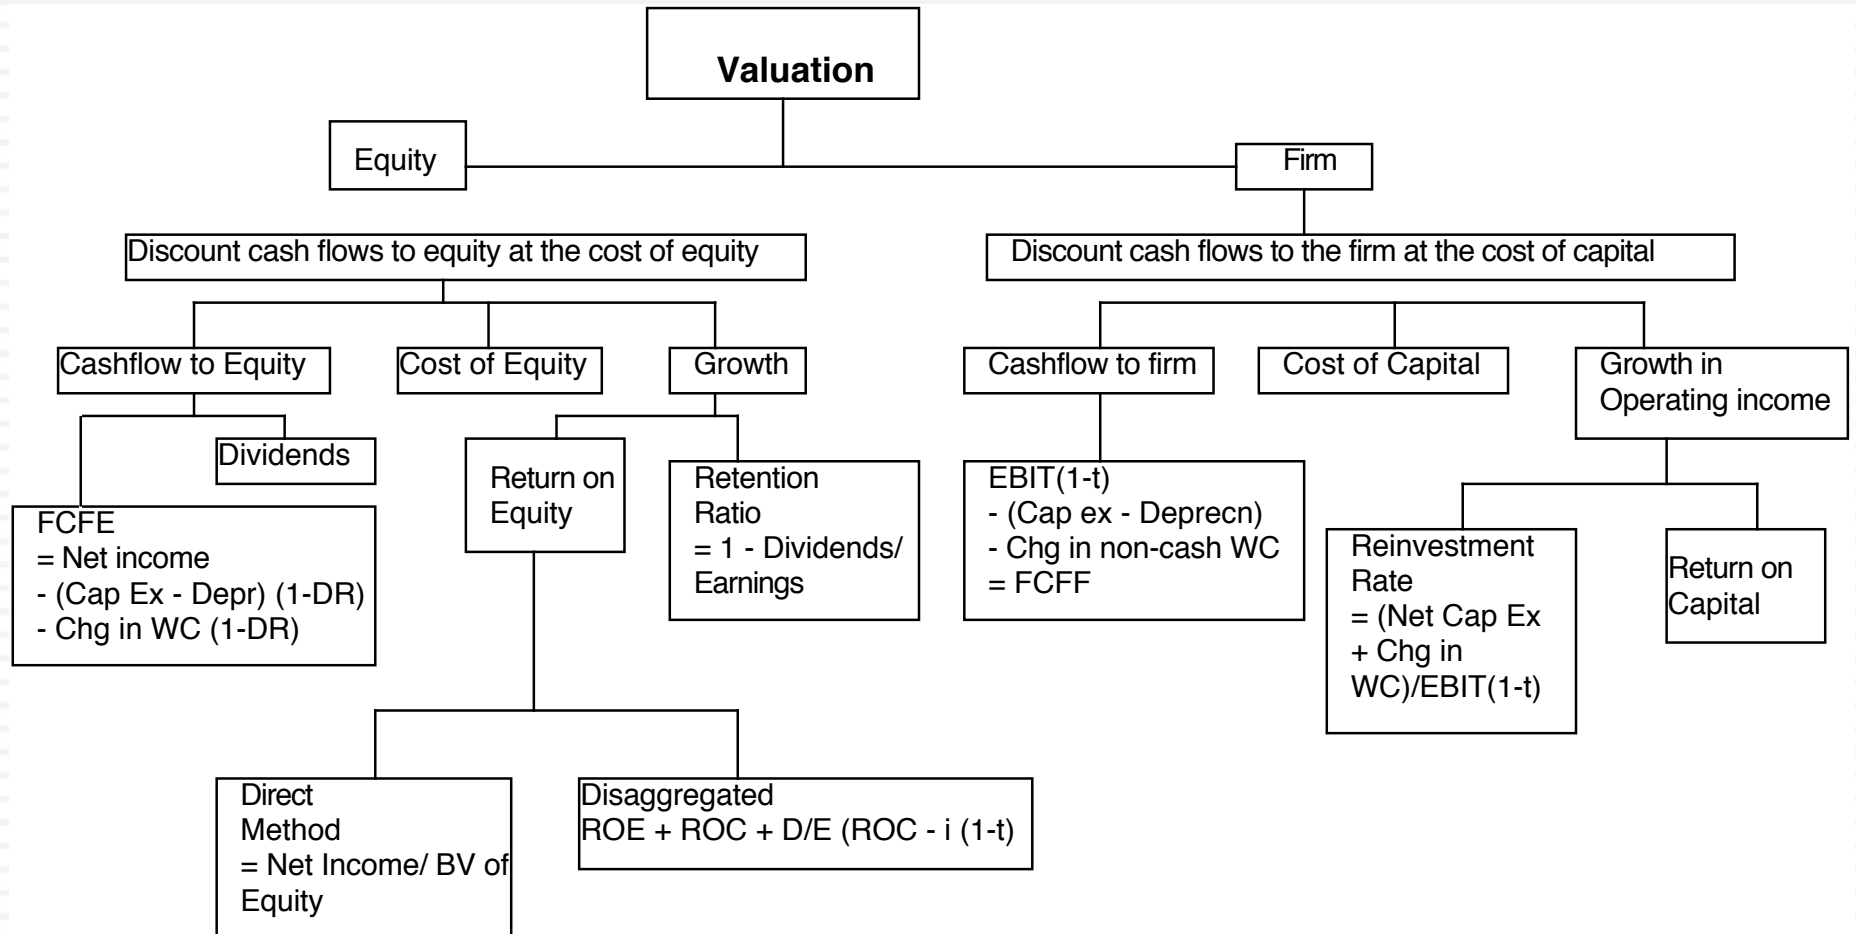 Valuation
Equity
Firm
Discount cash flows to equity at the cost of equity
Discount cash flows to the firm at the cost of capital
Cashflow to Equity
Cost of Equity
Growth
Cashflow to firm
Cost of Capital
Growth in
Operating income
Dividends
Return on
Equity
Retention
Ratio
= 1 - Dividends/
Earnings
EBIT(1-t)
- (Cap ex - Deprecn)
- Chg in non-cash WC
= FCFF
FCFE
= Net income
- (Cap Ex - Depr) (1-DR)
- Chg in WC (1-DR)
Reinvestment
Rate
= (Net Cap Ex
+ Chg in
WC)/EBIT(1-t)
Return on
Capital
Direct
Method
= Net Income/ BV of
Equity
Disaggregated
ROE + ROC + D/E (ROC - i (1-t)